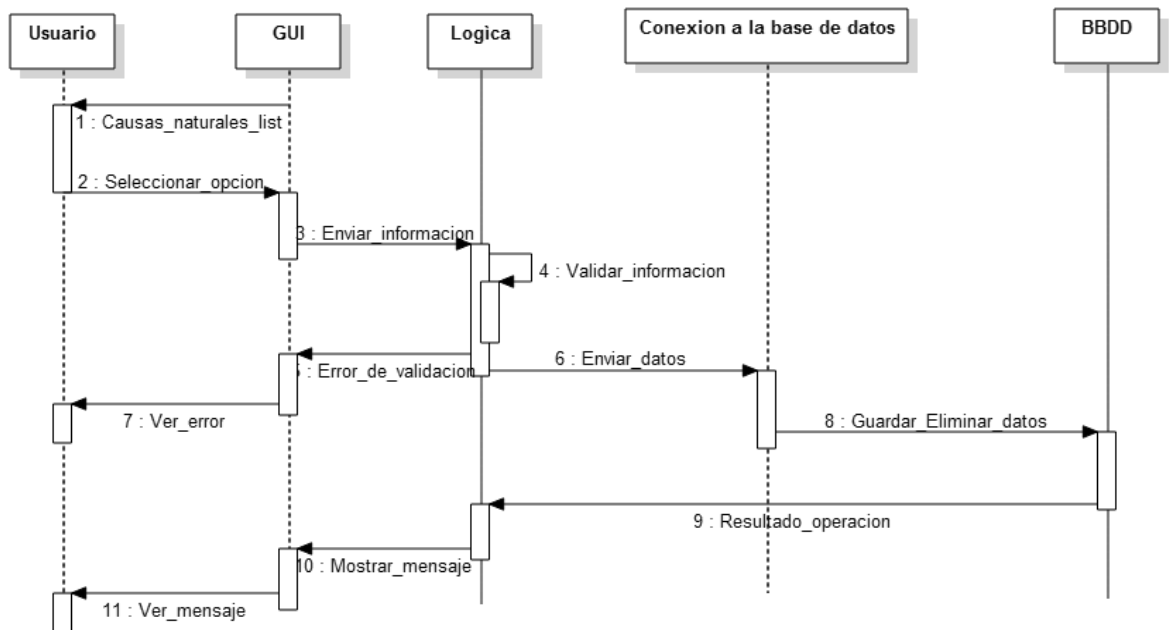 Usuario
GUI
Logica
Conexion a la base de datos
BBDD
1 : Causas_naturales_list
2 : Seleccionar_opcion
3 : Enviar_informacion
4 : Validar_informacion
5 : Error_de_validacion
6 : Enviar_datos
7 : Ver_error
8 : Guardar_Eliminar_datos
9 : Resultado_operacion
10 : Mostrar_mensaje
11 : Ver_mensaje